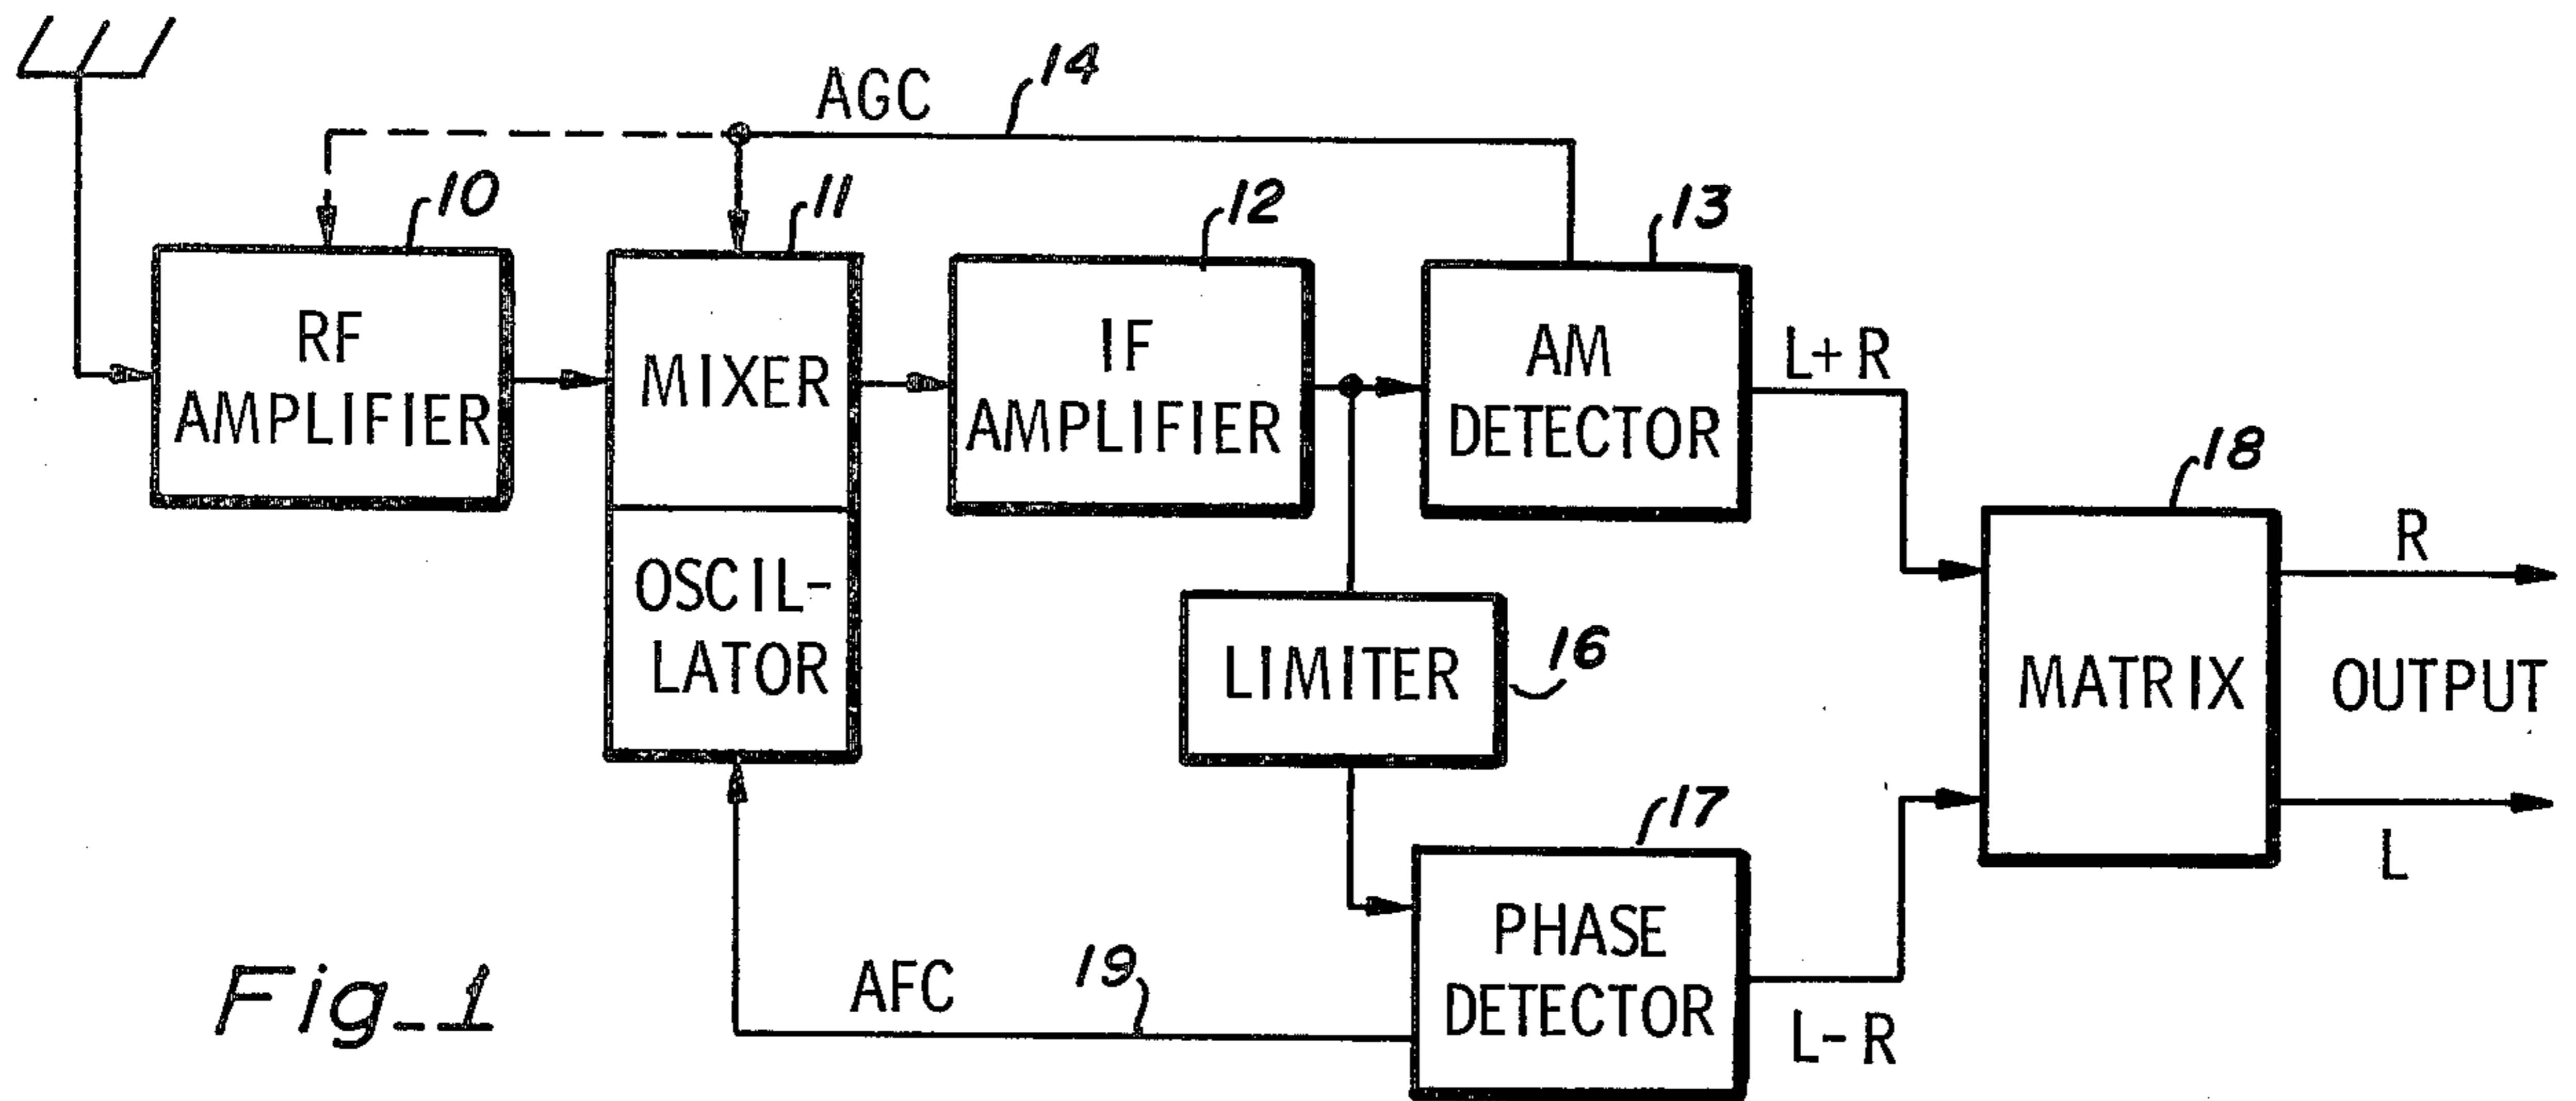 AGC
14
10
11
12
13
RF
AMPLIFIER
MIXER
OSCIL-
LATOR
IF
AMPLIFIER
AM
DETECTOR
L+R
18
LIMITER
16
MATRIX
R
OUTPUT
L
17
PHASE
DETECTOR
L-R
AFC
19
Fig_1